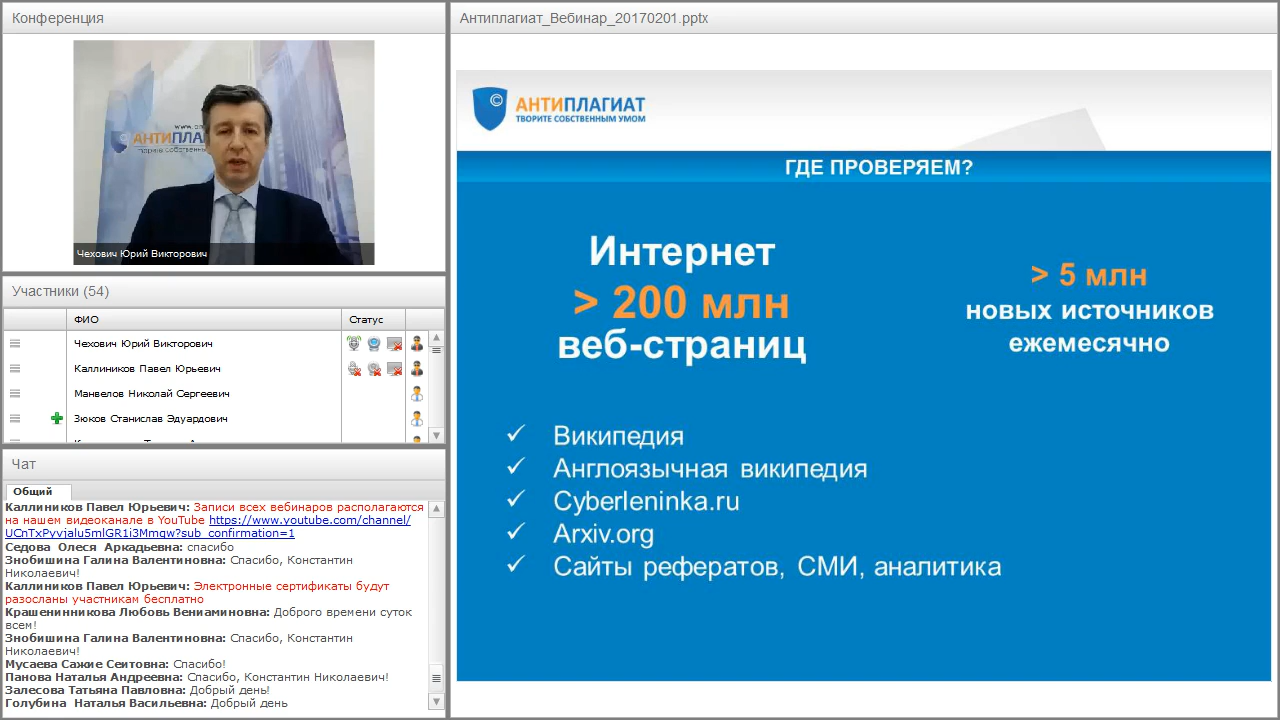 Конференция
www.an
АНТИПЛАГ
Чехович Юрий Викторович
Участники (54)
ФИО
Статус
Чехович Юрий Викторович
Каллиников Павел Юрьевич
Манвелов Николай Сергеевич
Зюков Станислав Эдуардович
Чат
Общий
Каллиников Павел Юрьевич: Записи всех вебинаров располагаются
на нашем видеоканале в YouTube https://www.youtube.com/channel/
UCnTxPyvjalu5mlGR1i3Mmqw?sub_confirmation=1
Седова Олеся Аркадьевна: спасибо
Знобишина Галина Валентиновна: Спасибо, Константин
Николаевич!
Каллиников Павел Юрьевич: Электронные сертификаты будут
разосланы участникам бесплатно
Крашенинникова Любовь Вениаминовна: Доброго времени суток
всем!
Знобишина Галина Валентиновна: Спасибо, Константин
Николаевич!
Мусаева Сажие Сеитовна: Спасибо!
Панова Наталья Андреевна: Спасибо, Константин Николаевич!
Залесова Татьяна Павловна: Добрый день!
Голубина Наталья Васильевна: Добрый день
Антиплагиат_Вебинар_20170201.pptx
©
АНТИПЛАГИАТ
ТВОРИТЕ СОБСТВЕННЫМ УМОМ
ГДЕ ПРОВЕРЯЕМ?
Интернет
> 200 млн
веб-страниц
> 5 млн
новых источников
ежемесячно
Википедия
Англоязычная википедия
Cyberleninka.ru
Arxiv.org
Сайты рефератов, СМИ, аналитика